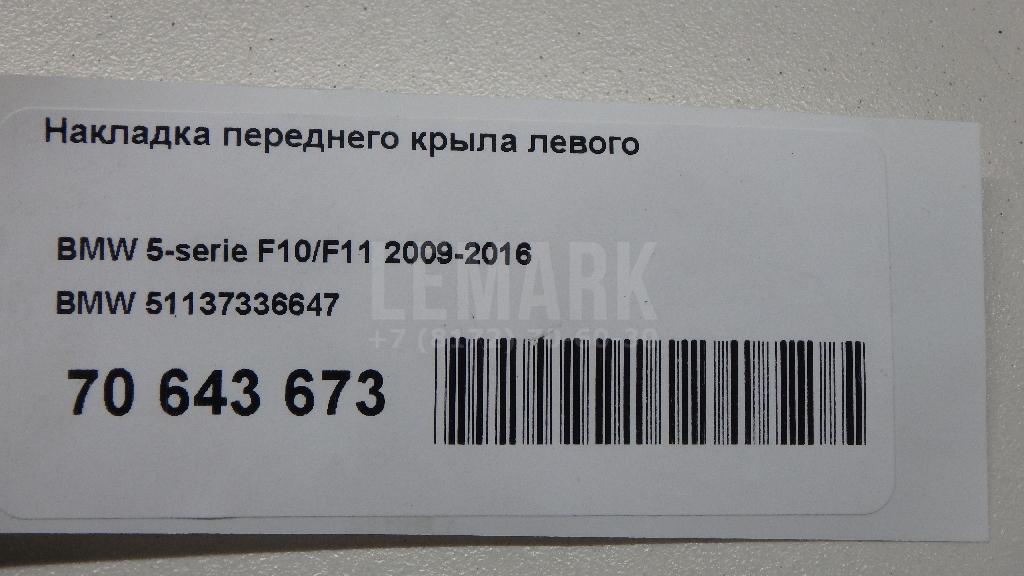 Накладка переднего крыла левого
BMW 5-serie F10/F11 2009-2016
LEMARK
BMW 51137336647
70 643 673